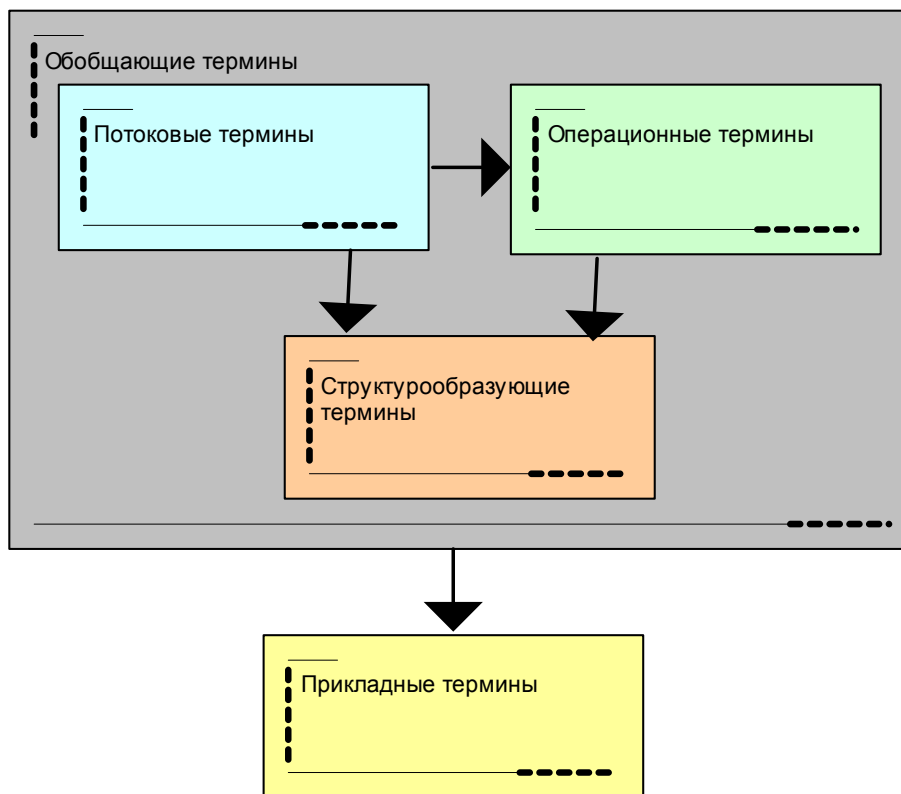 Обобщающие термины
Потоковые термины
Операционные термины
Структурообразующие
термины
Прикладные термины